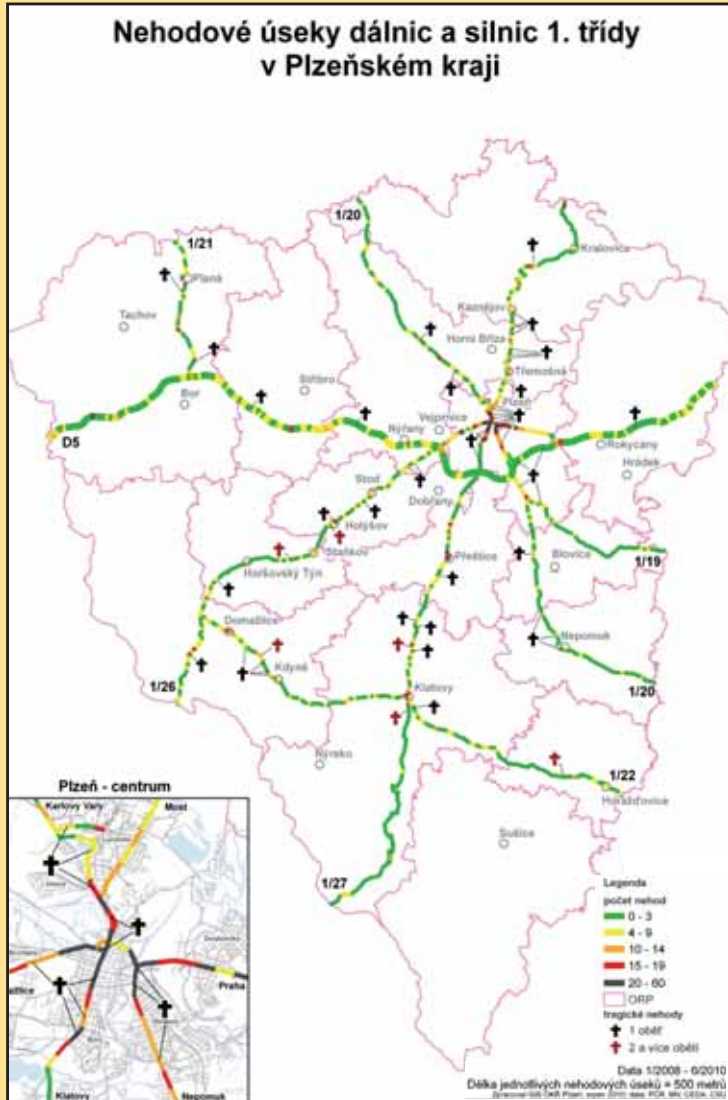 Nehodové úseky dálnic a silnic 1. třídy
v Plzeňském kraji
1/20
1/21
Kralovice
Planá
Kaznějov
Tachov
Horní Bříza
Třemošná
Stříbro
Bor
Plzeň
Vejprnice
D5
Nýřany
Rokycany
Hrádek
Stod
Dobřany
Holýšov
Staňkov
Přeštice
Blovice
1/19
Horšovský Týn
Domažlice
Nepomuk
Kdyně
1/26
1/20
Klatovy
Nýrsko
1/22
Horažďovice
Sušice
1/27
Plzeň - centrum
Karlovy Vary
Most
Praha
Klatovy
Nepomuk
Legenda
počet nehod
0 - 3
4 - 9
10 - 14
15 - 19
20 - 60
ORP
tragické nehody
1 oběť
2 a více obětí
Data 1/2008 - 6/2010
Délka jednotlivých nehodových úseků = 500 metrů